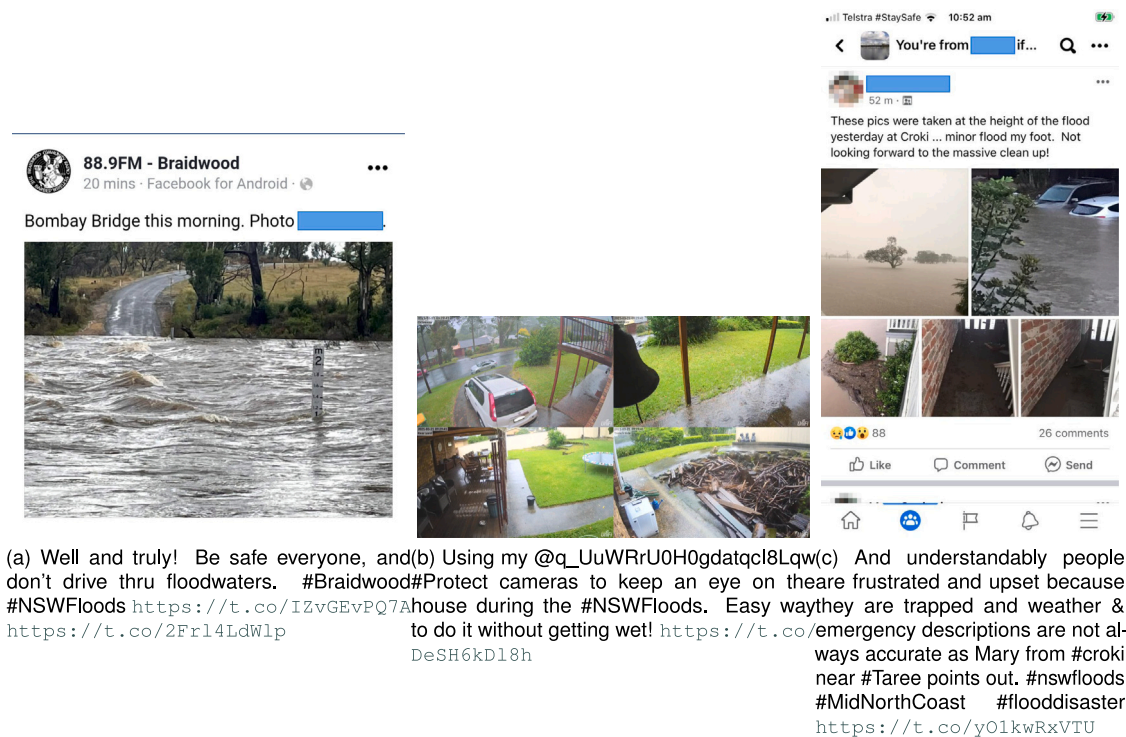 88.9FM - Braidwood
20 mins · Facebook for Android ·
Bombay Bridge this morning. Photo
m
2
Telstra #StaySafe 10:52 am
You're from if...
52 m ·
These pics were taken at the height of the flood
yesterday at Croki ... minor flood my foot. Not
looking forward to the massive clean up!
88
26 comments
Like
Comment
Send
(a) Well and truly! Be safe everyone, and
don't drive thru floodwaters. #Braidwood
#NSWFloods https://t.co/IZvGEvPQ7A
https://t.co/2Frl4LdWlp
(b) Using my @q_UuWRrU0H0gdatqcI8Lqw
#Protect cameras to keep an eye on the
house during the #NSWFloods. Easy way
to do it without getting wet! https://t.co/
DeSH6kDl8h
(c) And understandably people
are frustrated and upset because
they are trapped and weather &
emergency descriptions are not al-
ways accurate as Mary from #croki
near #Taree points out. #nswfloods
#MidNorthCoast #flooddisaster
https://t.co/yO1kwRxVTU